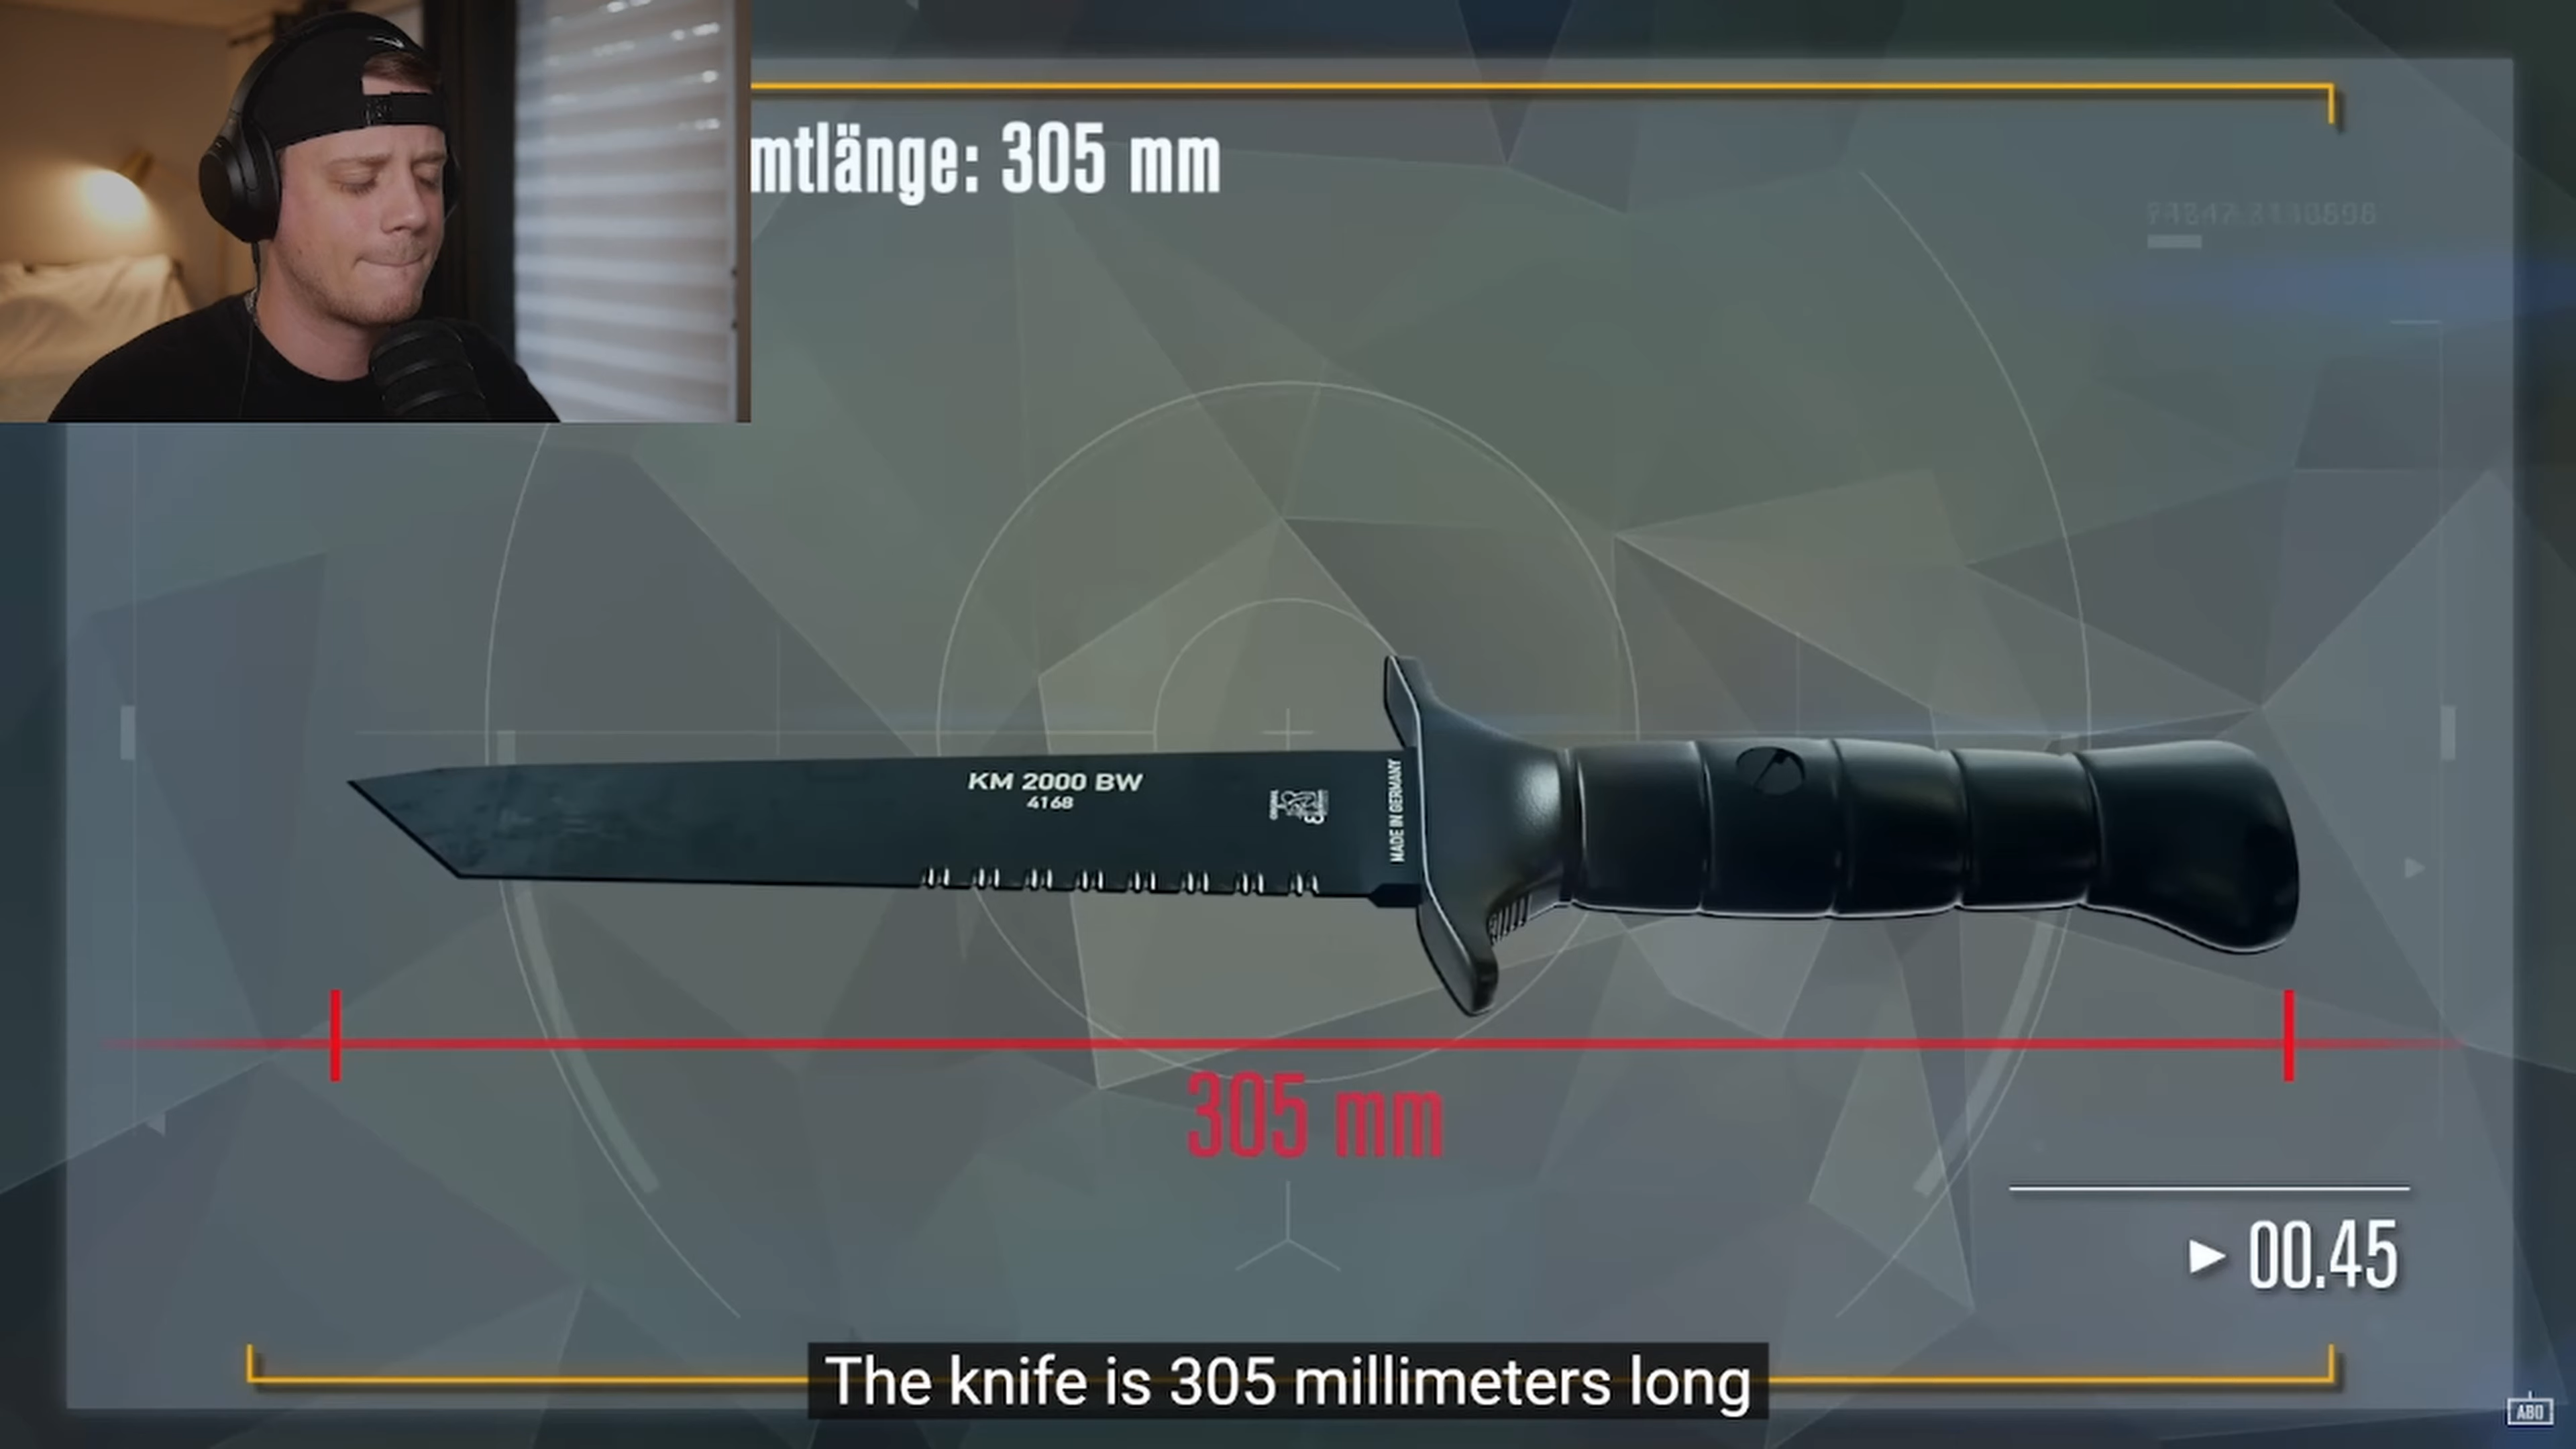 mtlänge: 305 mm
KM 2000 BW
4168
MADE IN GERMANY
305 mm
00.45
The knife is 305 millimeters long
ABO